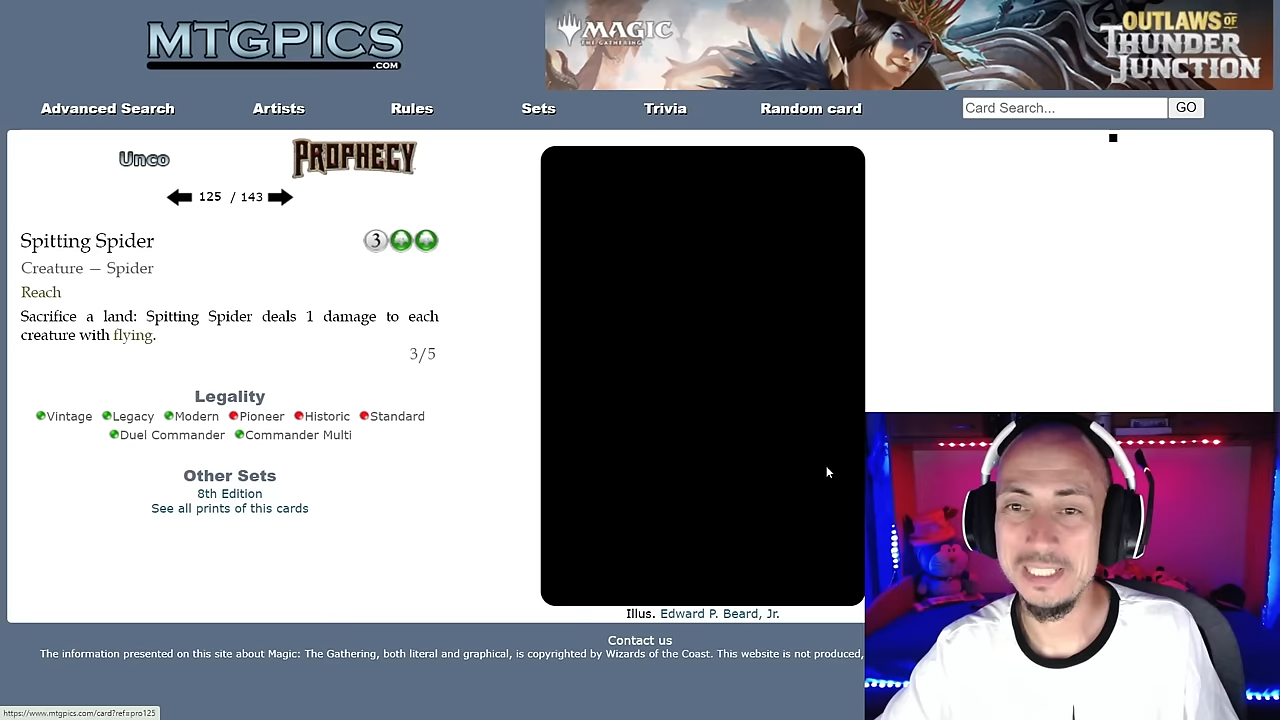 MTGPICS
.COM
MAGIC
THE GATHERING
OUTLAWS OF
THUNDER
JUNCTION
Advanced Search Artists Rules Sets Trivia Random card Card Search... GO
Unco PROPHECY
125 / 143
Spitting Spider 3
Creature — Spider
Reach
Sacrifice a land: Spitting Spider deals 1 damage to each
creature with flying.
3/5
Legality
Vintage Legacy Modern Pioneer Historic Standard
Duel Commander Commander Multi
Other Sets
8th Edition
See all prints of this cards
Illus. Edward P. Beard, Jr.
Contact us
The information presented on this site about Magic: The Gathering, both literal and graphical, is copyrighted by Wizards of the Coast. This website is not produced,
https://www.mtgpics.com/card?ref=pro125